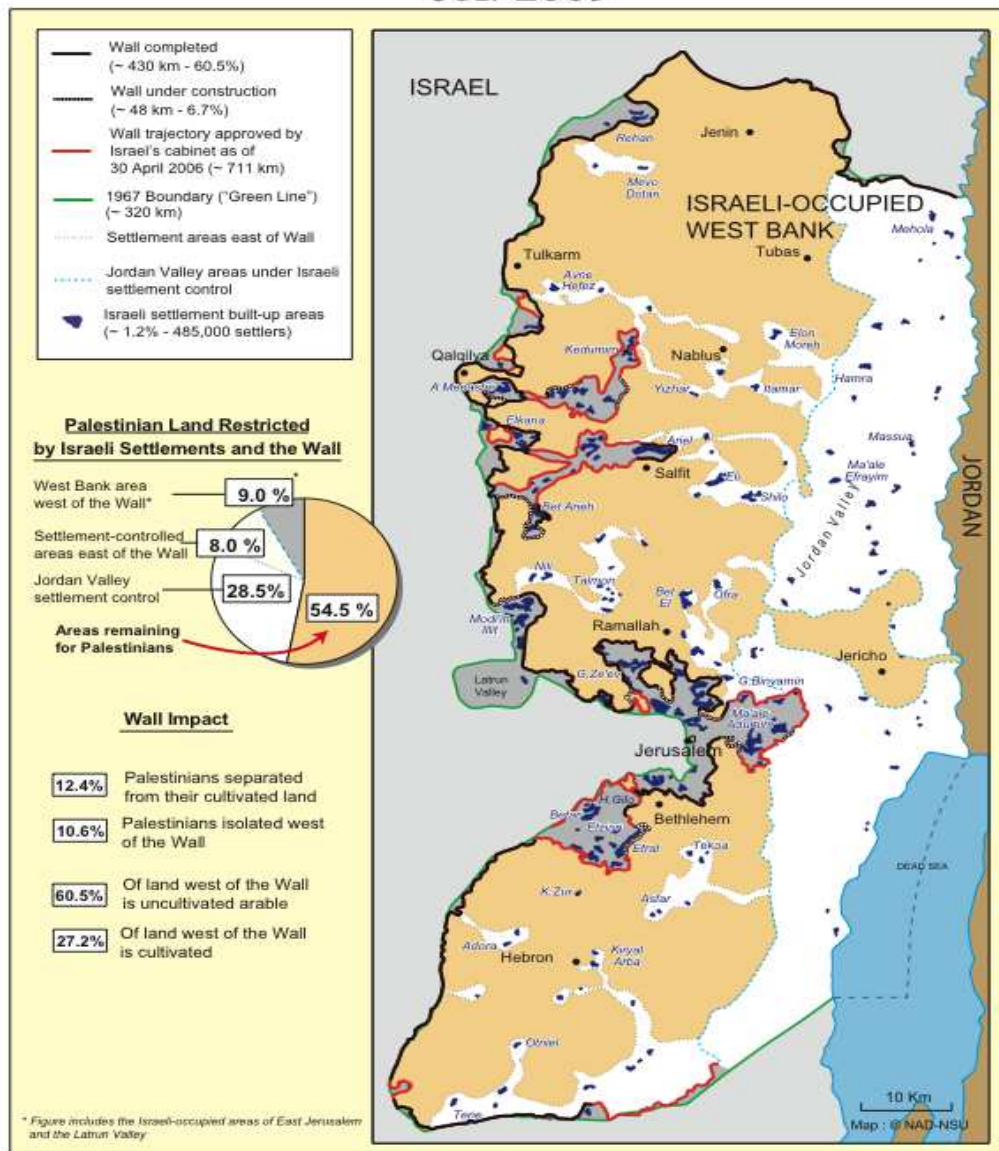 Wall completed
(~ 430 km - 60.5%)
Wall under construction
(~ 48 km - 6.7%)
Wall trajectory approved by
Israel's cabinet as of
30 April 2006 (~ 711 km)
1967 Boundary ("Green Line")
(~ 320 km)
Settlement areas east of Wall
Jordan Valley areas under Israeli
settlement control
Israeli settlement built-up areas
(~ 1.2% - 485,000 settlers)
Palestinian Land Restricted
by Israeli Settlements and the Wall
West Bank area
west of the Wall*
9.0 %
*
Settlement-controlled
areas east of the Wall
8.0 %
Jordan Valley
settlement control
28.5%
54.5 %
Areas remaining
for Palestinians
Wall Impact
12.4%
Palestinians separated
from their cultivated land
10.6%
Palestinians isolated west
of the Wall
60.5%
Of land west of the Wall
is uncultivated arable
27.2%
Of land west of the Wall
is cultivated
* Figure includes the Israeli-occupied areas of East Jerusalem
and the Latrun Valley
ISRAEL
Rehan
Jenin
Mevo
Dotan
ISRAELI-OCCUPIED
WEST BANK
Mehola
Tubas
Tulkarm
Avne
Hefez
Elon
Moreh
Kedumim
Nablus
Qalqilya
Hamra
Yizhar
Itamar
Elkana
Massua
Ariel
Salfit
Ma'ale
Efrayim
Eli
Shilo
Jordan Valley
JORDAN
Bet Arieh
Nili
Talmon
Bet
El
Ofra
Modi'in
Illit
Ramallah
Jericho
Latrun
Valley
G.Ze'ev
G.Binyamin
Ma'ale
Adumim
Jerusalem
H.Gilo
Betar
Bethlehem
Efrat
Tekoa
DEAD SEA
K.Zur
Asfar
Adora
Hebron
Kiryat
Arba
Otniel
Tene
10 Km
Map : © NAD-NSU